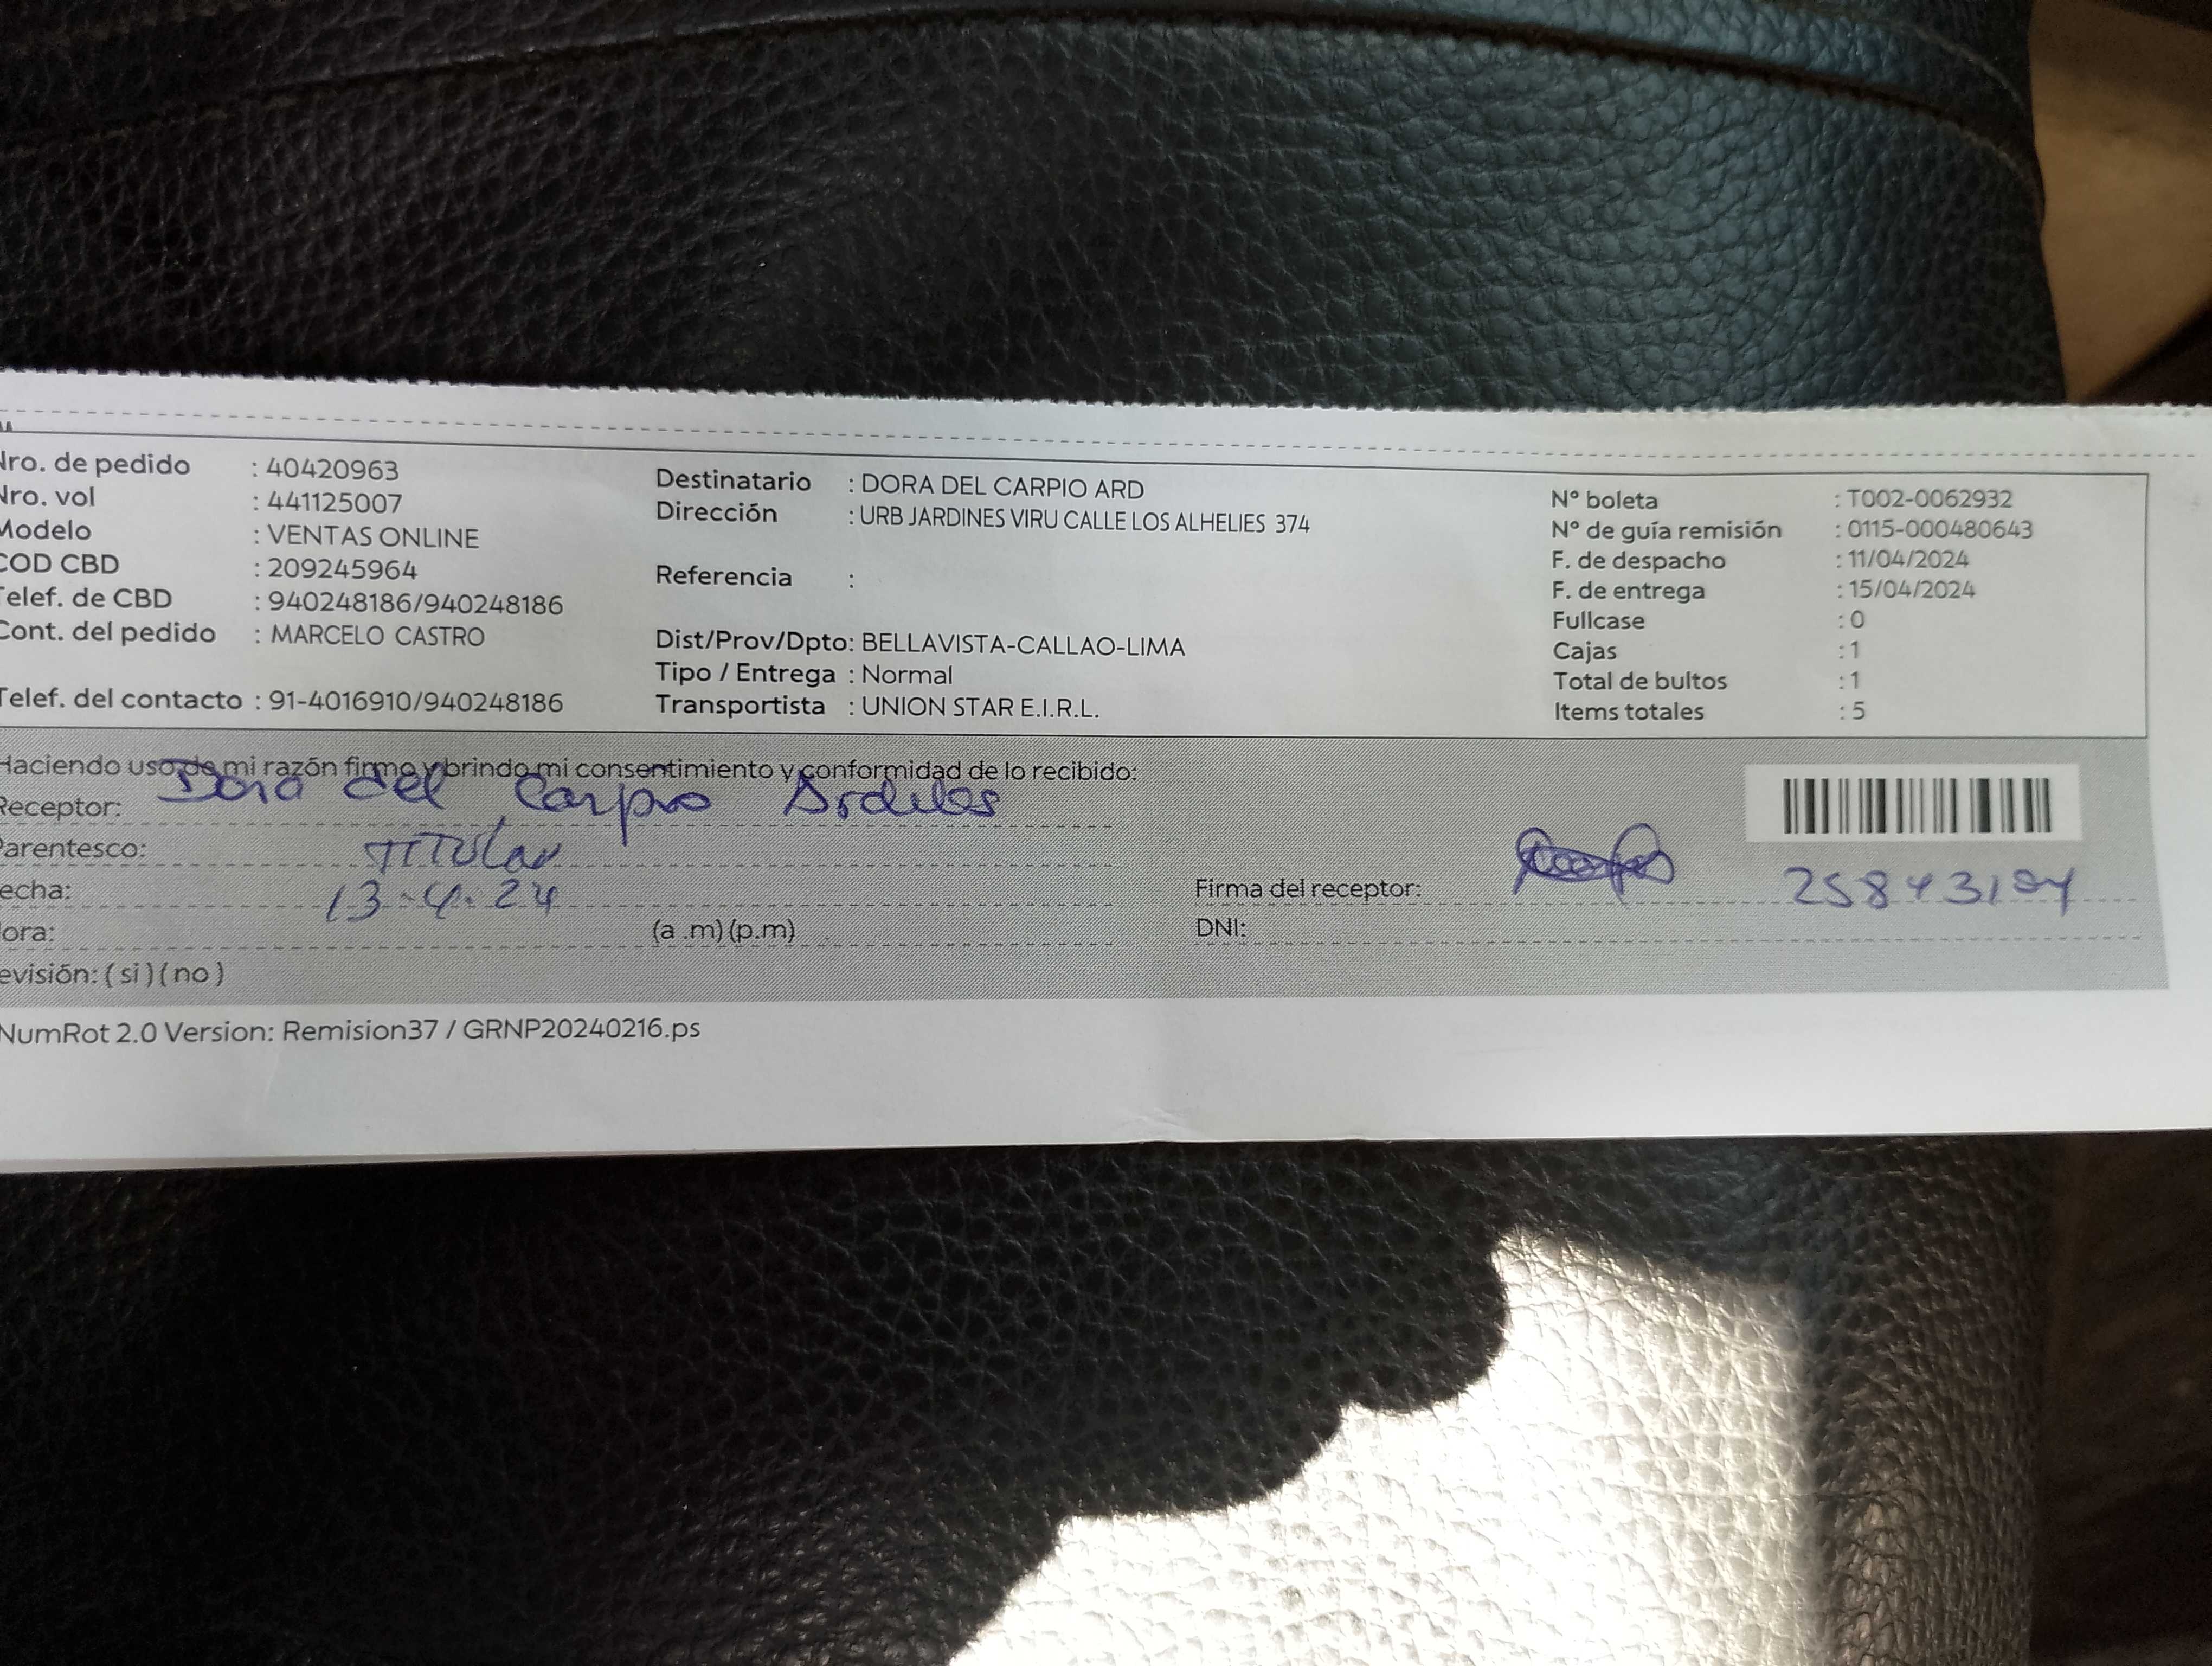 Nro. de pedido : 40420963
Nro. vol : 441125007
Modelo : VENTAS ONLINE
COD CBD : 209245964
Telef. de CBD : 940248186/940248186
Cont. del pedido : MARCELO CASTRO
Telef. del contacto : 91-4016910/940248186
Destinatario : DORA DEL CARPIO ARD
Dirección : URB JARDINES VIRU CALLE LOS ALHELIES 374
Referencia :
Dist/Prov/Dpto: BELLAVISTA-CALLAO-LIMA
Tipo / Entrega : Normal
Transportista : UNION STAR E.I.R.L.
N° boleta : T002-0062932
N° de guía remisión : 0115-000480643
F. de despacho : 11/04/2024
F. de entrega : 15/04/2024
Fullcase : 0
Cajas : 1
Total de bultos : 1
Items totales : 5
Haciendo uso de mi razón firmo y brindo mi consentimiento y conformidad de lo recibido:
Receptor: Dora del Carpio Ardiles
Parentesco: TITULar
echa: 13-4-24
ora: (a .m) (p.m)
evisión: ( si ) ( no )
Firma del receptor:
DNI:
NumRot 2.0 Version: Remision37 / GRNP20240216.ps